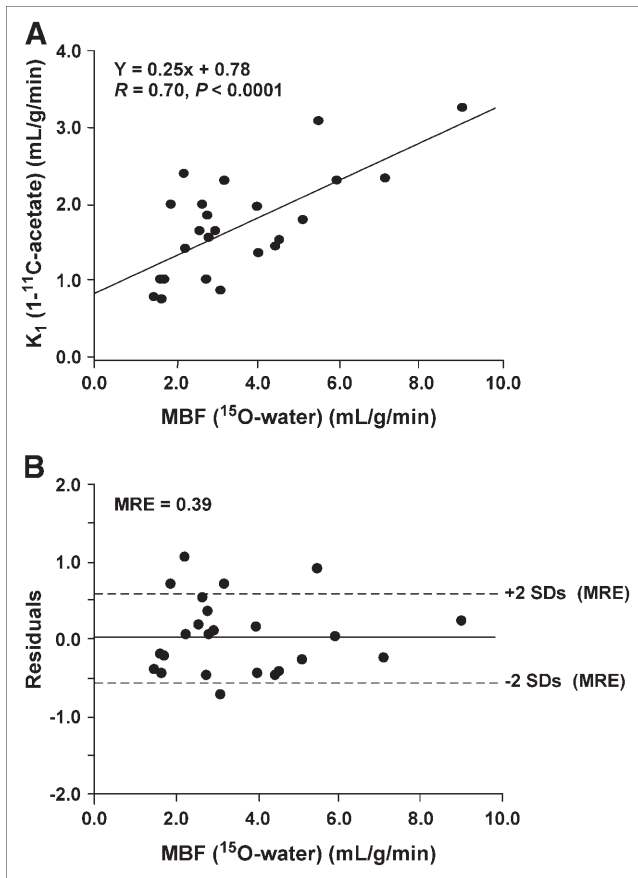 A
Y = 0.25x + 0.78
R = 0.70, P < 0.0001
K₁ (1-¹¹C-acetate) (mL/g/min)
4.0
3.0
2.0
1.0
0.0
0.0 2.0 4.0 6.0 8.0 10.0
MBF (¹⁵O-water) (mL/g/min)
B
MRE = 0.39
Residuals
2.0
1.0
0.0
-1.0
-2.0
+2 SDs (MRE)
-2 SDs (MRE)
0.0 2.0 4.0 6.0 8.0 10.0
MBF (¹⁵O-water) (mL/g/min)